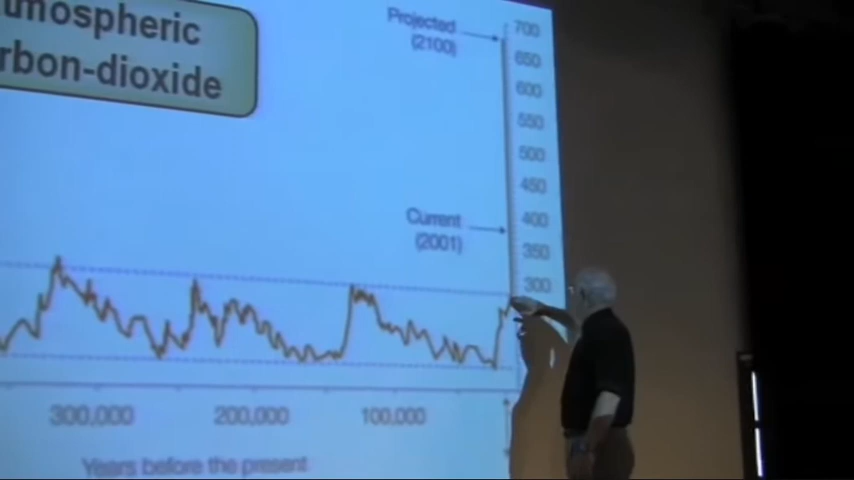 tmospheric
rbon-dioxide
Projected
(2100)
700
650
600
550
500
450
Current
(2001)
400
350
300
300,000
200,000
100,000
Years before the present